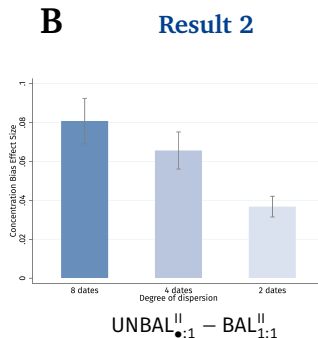 B Result 2
Concentration Bias Effect Size
.1
.08
.06
.04
.02
0
8 dates 4 dates 2 dates
Degree of dispersion
UNBAL^II_•:1 − BAL^II_1:1